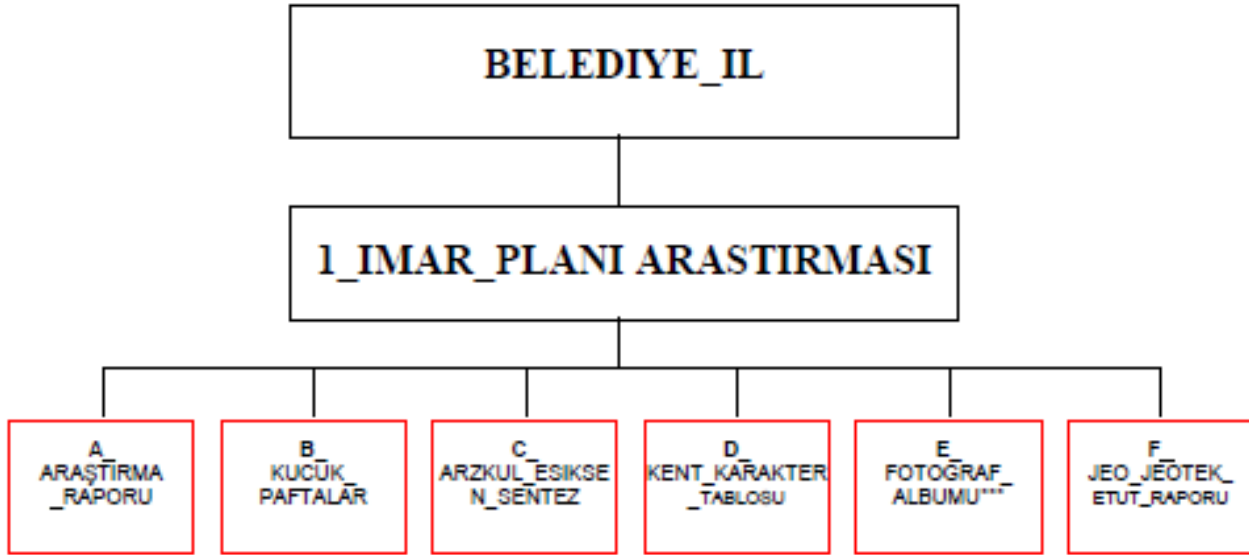 BELEDIYE_IL
1_IMAR_PLANI ARASTIRMASI
A_
ARAŞTIRMA
_RAPORU
B_
KUCUK_
PAFTALAR
C_
ARZKUL_ESIKSE
N_SENTEZ
D_
KENT_KARAKTER
_TABLOSU
E_
FOTOGRAF_
ALBUMU***
F_
JEO_JEOTEK_
ETUT_RAPORU